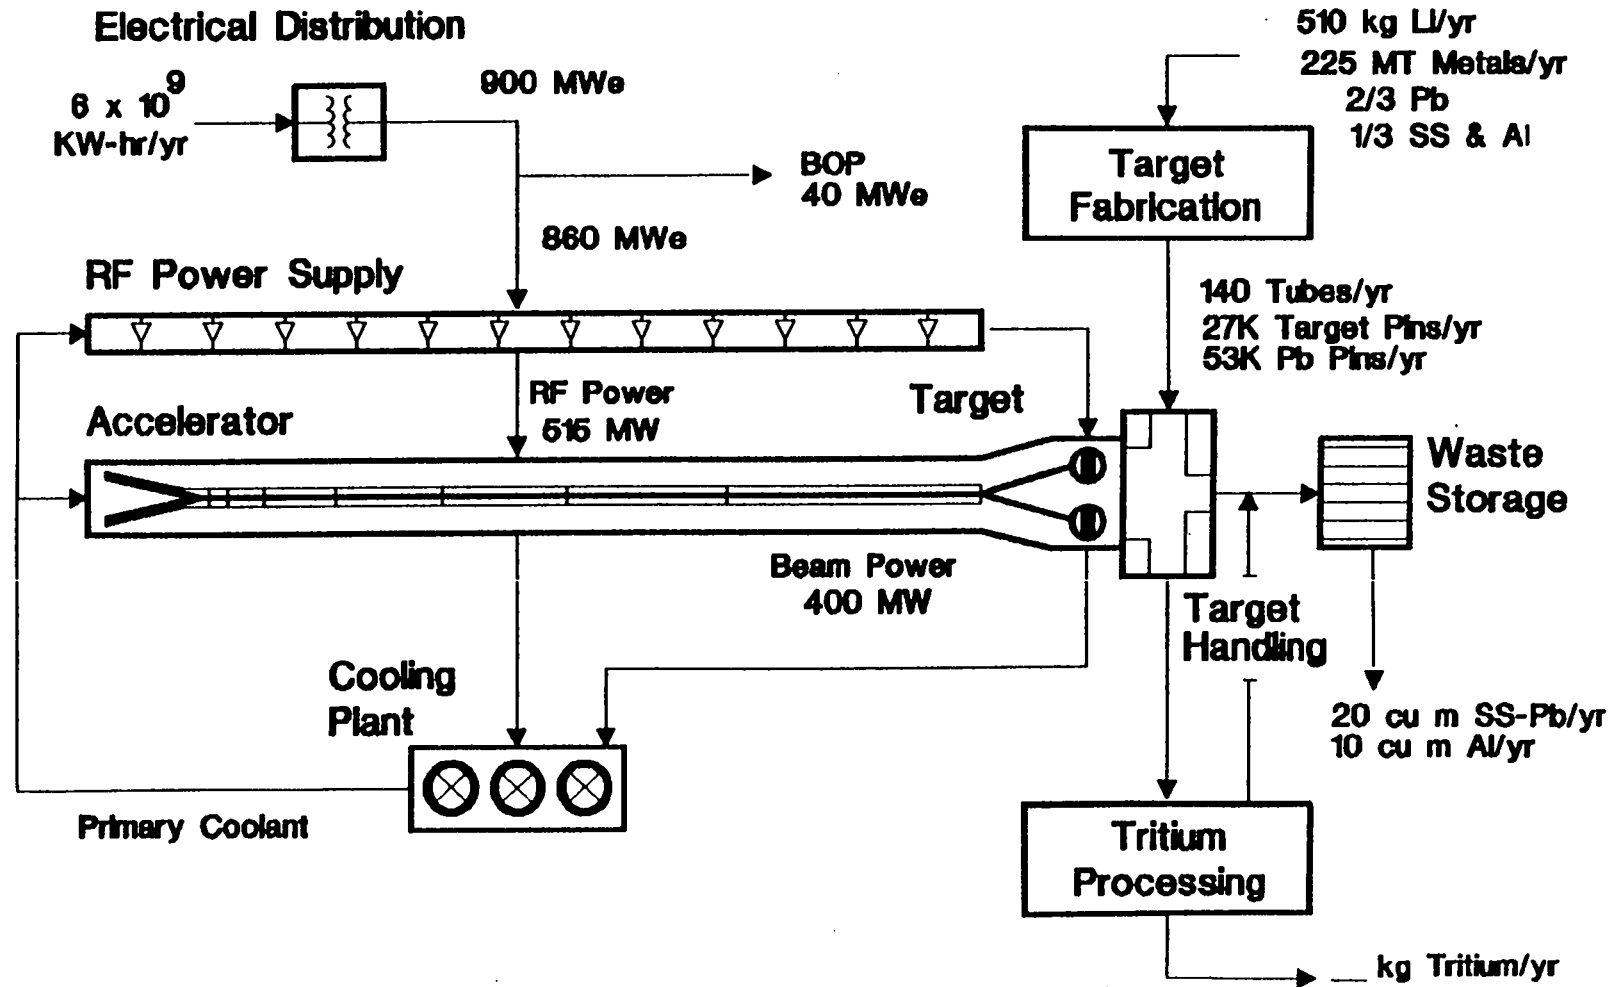 Electrical Distribution
6 x 10^9
KW-hr/yr
900 MWe
BOP
40 MWe
860 MWe
RF Power Supply
RF Power
515 MW
Accelerator
Target
Beam Power
400 MW
Cooling
Plant
Primary Coolant
510 kg Li/yr
225 MT Metals/yr
2/3 Pb
1/3 SS & Al
Target
Fabrication
140 Tubes/yr
27K Target Pins/yr
53K Pb Pins/yr
Waste
Storage
Target
Handling
20 cu m SS-Pb/yr
10 cu m Al/yr
Tritium
Processing
__ kg Tritium/yr